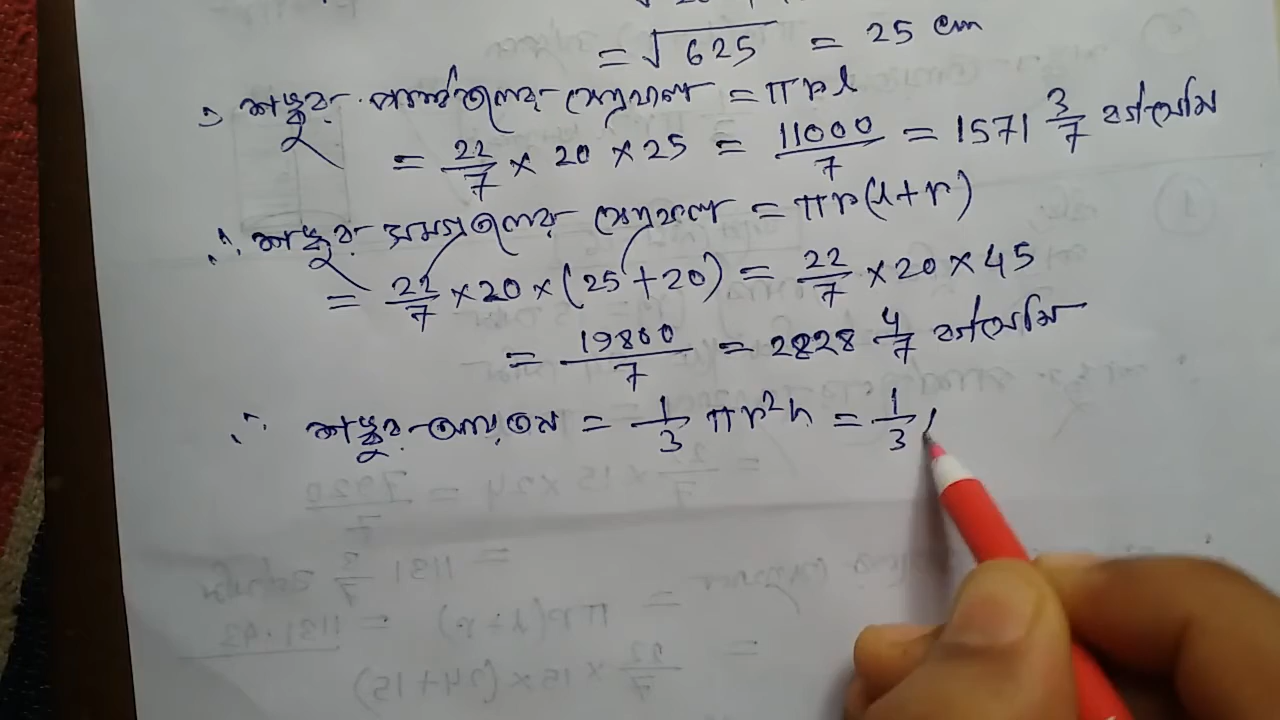 = √625 = 25 cm
∴ শঙ্কুর পার্শ্বতলের ক্ষেত্রফল = πrl
= 22/7 × 20 × 25 = 11000/7 = 1571 3/7 বর্গসেমি
∴ শঙ্কুর সমগ্রতলের ক্ষেত্রফল = πr(l+r)
= 22/7 × 20 × (25 + 20) = 22/7 × 20 × 45
= 19800/7 = 2828 4/7 বর্গসেমি
∴ শঙ্কুর আয়তন = 1/3 πr²h = 1/3